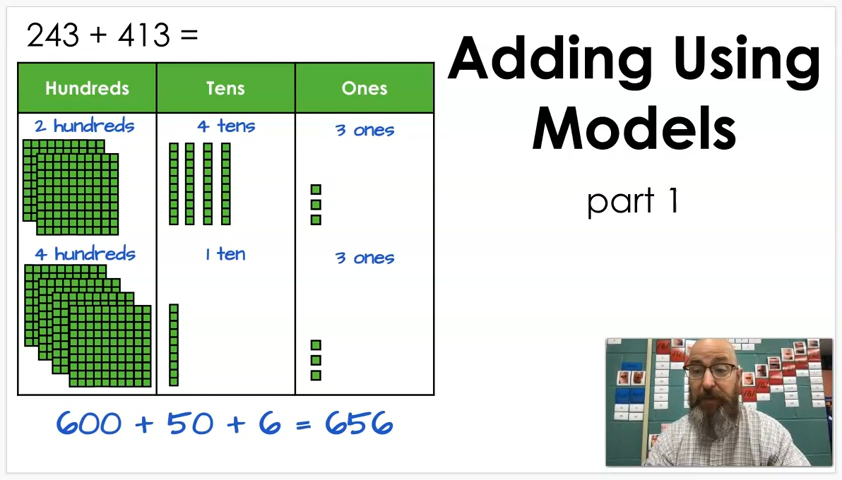 243 + 413 =
Adding Using
Models
part 1
Hundreds Tens Ones
2 hundreds 4 tens 3 ones
4 hundreds 1 ten 3 ones
600 + 50 + 6 = 656